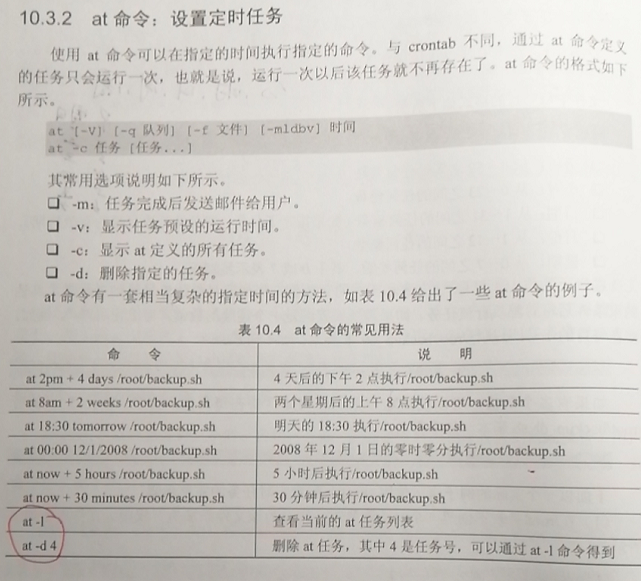 10.3.2 at 命令：设置定时任务
使用 at 命令可以在指定的时间执行指定的命令。与 crontab 不同，通过 at 命令定义
的任务只会运行一次，也就是说，运行一次以后该任务就不再存在了。at 命令的格式如下
所示。
at [-V] [-q 队列] [-f 文件] [-mldbv] 时间
at -c 任务 [任务...]
其常用选项说明如下所示。
❏ -m：任务完成后发送邮件给用户。
❏ -v：显示任务预设的运行时间。
❏ -c：显示 at 定义的所有任务。
❏ -d：删除指定的任务。
at 命令有一套相当复杂的指定时间的方法，如表 10.4 给出了一些 at 命令的例子。
表 10.4 at 命令的常见用法
命 令 说 明
at 2pm + 4 days /root/backup.sh 4 天后的下午 2 点执行/root/backup.sh
at 8am + 2 weeks /root/backup.sh 两个星期后的上午 8 点执行/root/backup.sh
at 18:30 tomorrow /root/backup.sh 明天的 18:30 执行/root/backup.sh
at 00:00 12/1/2008 /root/backup.sh 2008 年 12 月 1 日的零时零分执行/root/backup.sh
at now + 5 hours /root/backup.sh 5 小时后执行/root/backup.sh
at now + 30 minutes /root/backup.sh 30 分钟后执行/root/backup.sh
at -l 查看当前的 at 任务列表
at -d 4 删除 at 任务，其中 4 是任务号，可以通过 at -l 命令得到